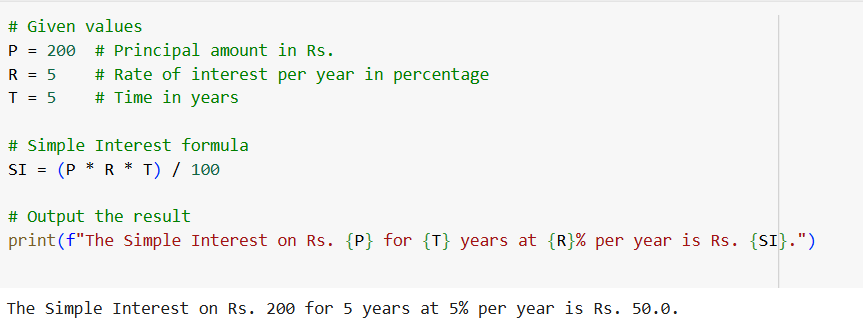 # Given values
P = 200  # Principal amount in Rs.
R = 5    # Rate of interest per year in percentage
T = 5    # Time in years
# Simple Interest formula
SI = (P * R * T) / 100
# Output the result
print(f"The Simple Interest on Rs. {P} for {T} years at {R}% per year is Rs. {SI}.")
The Simple Interest on Rs. 200 for 5 years at 5% per year is Rs. 50.0.